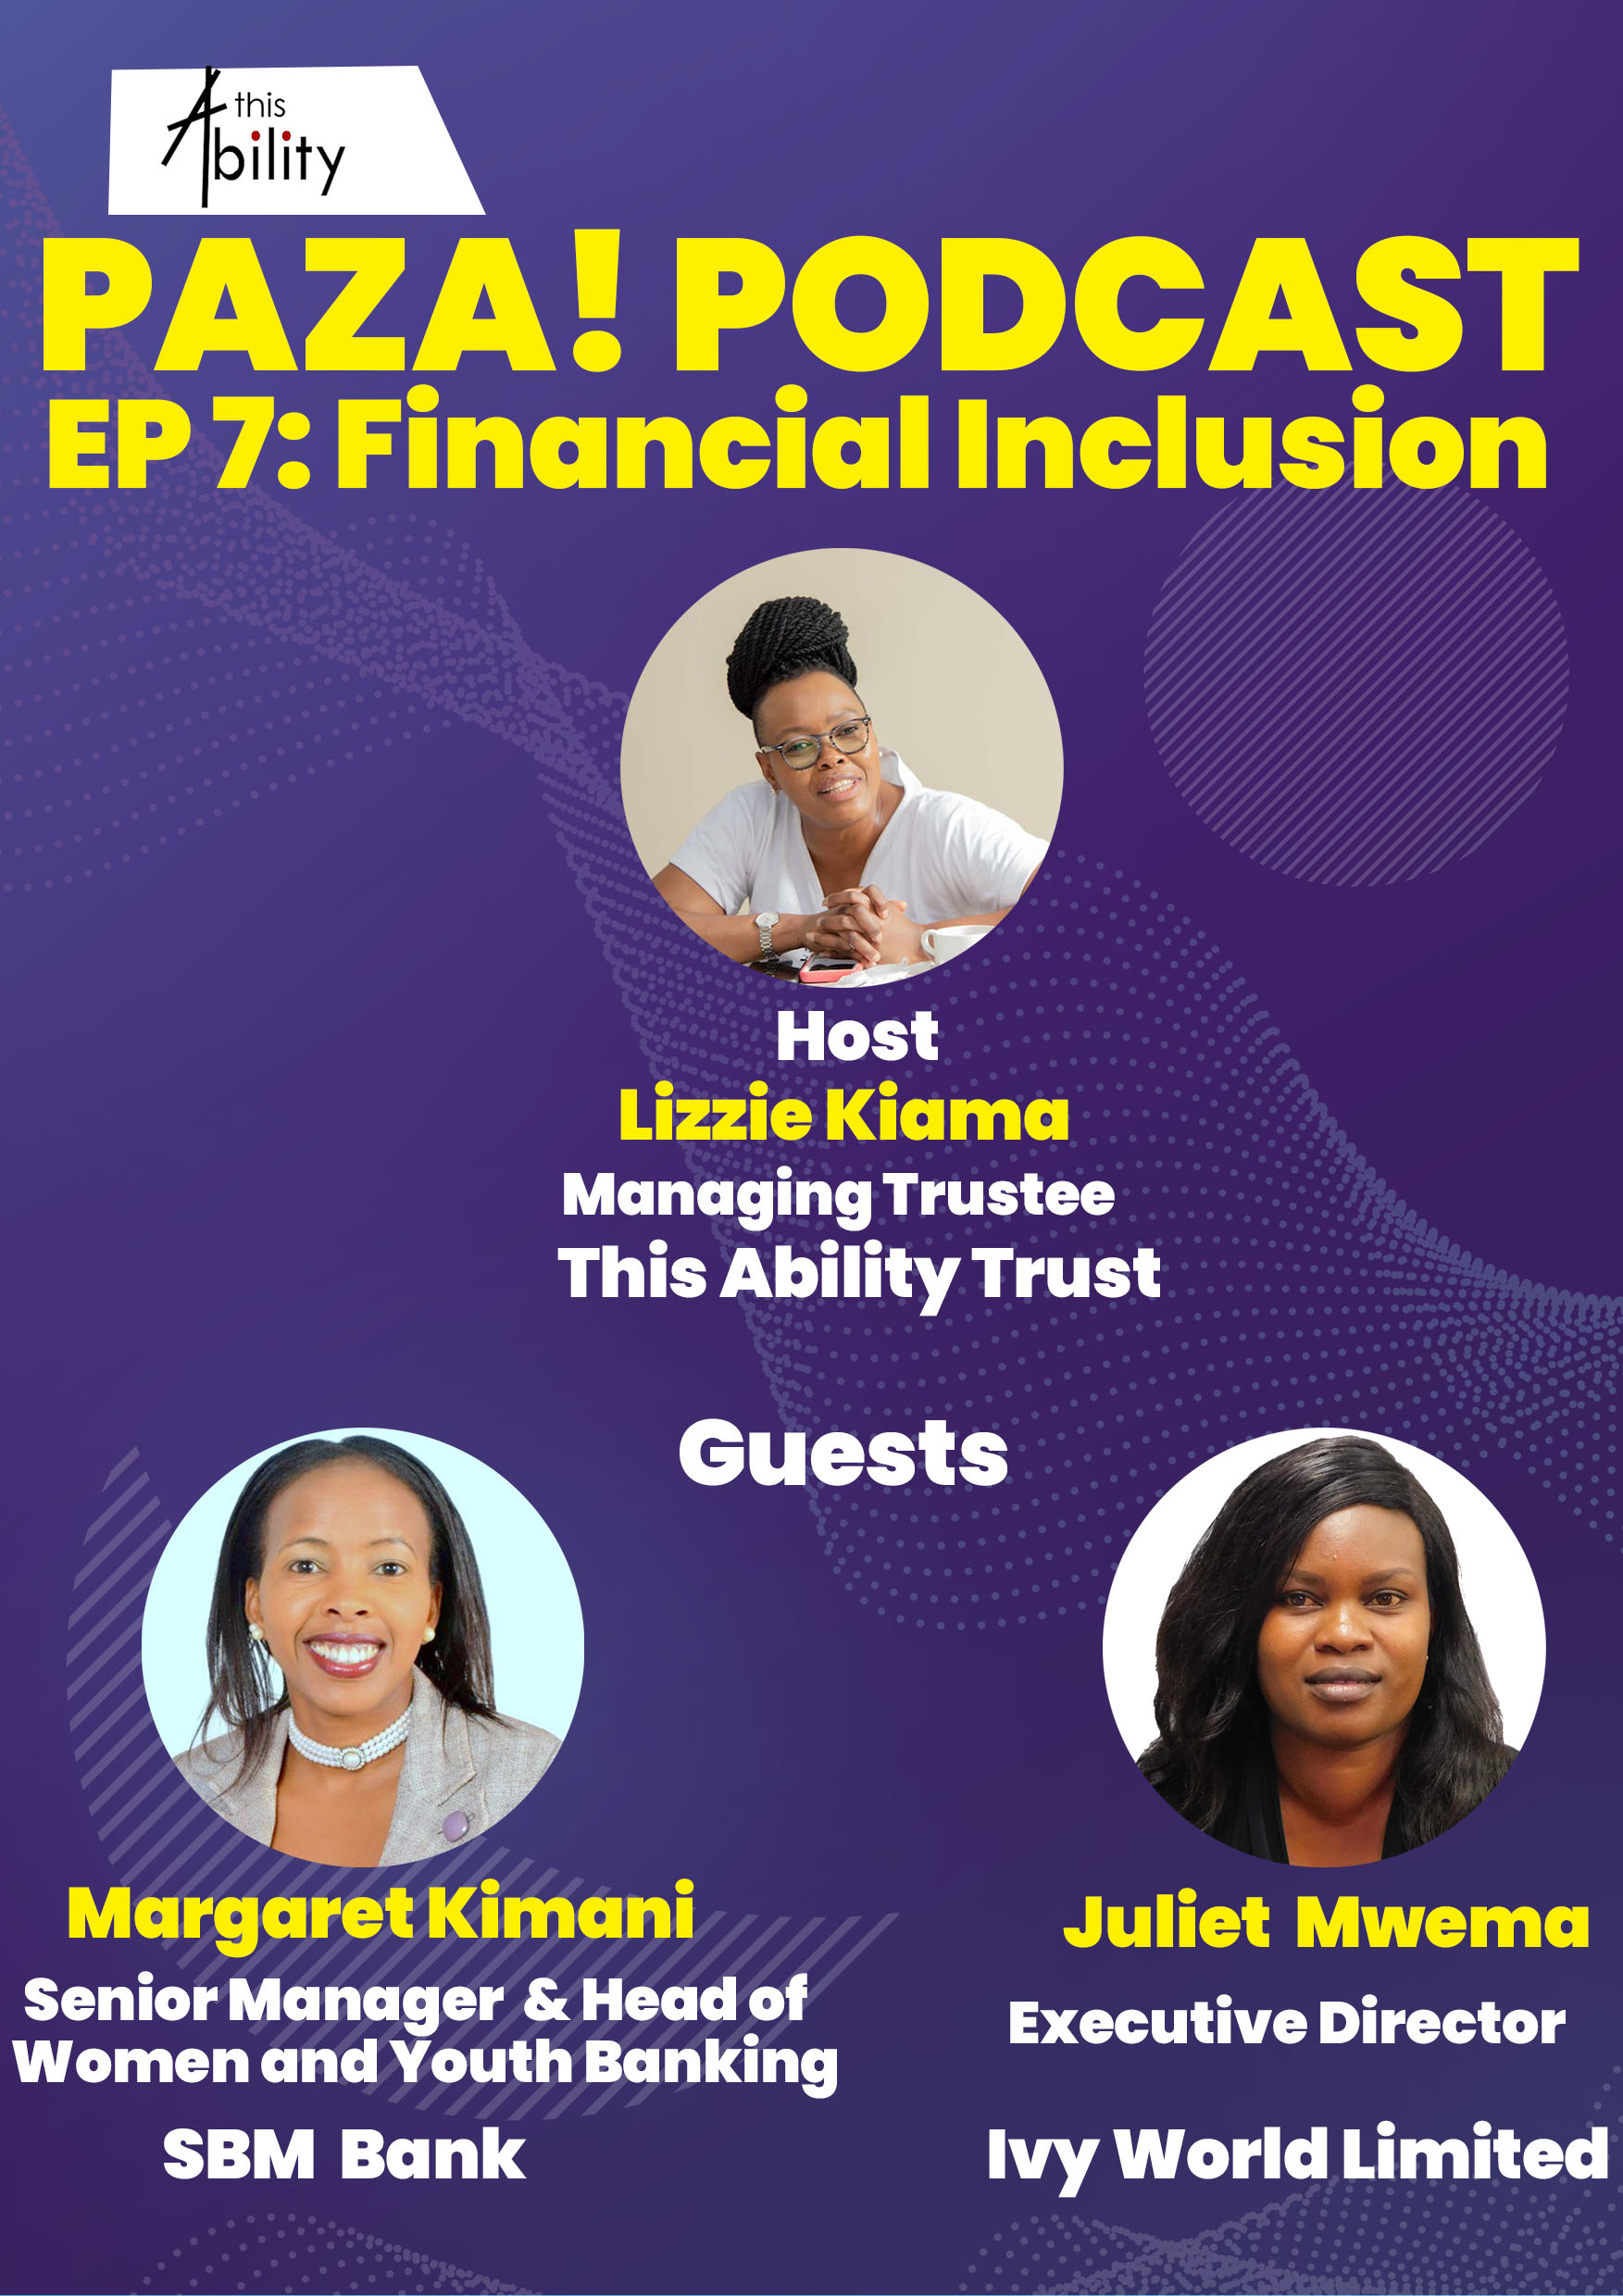 this
Ability
PAZA! PODCAST
EP 7: Financial Inclusion
Host
Lizzie Kiama
Managing Trustee
This Ability Trust
Guests
Margaret Kimani
Senior Manager & Head of
Women and Youth Banking
SBM Bank
Juliet Mwema
Executive Director
Ivy World Limited